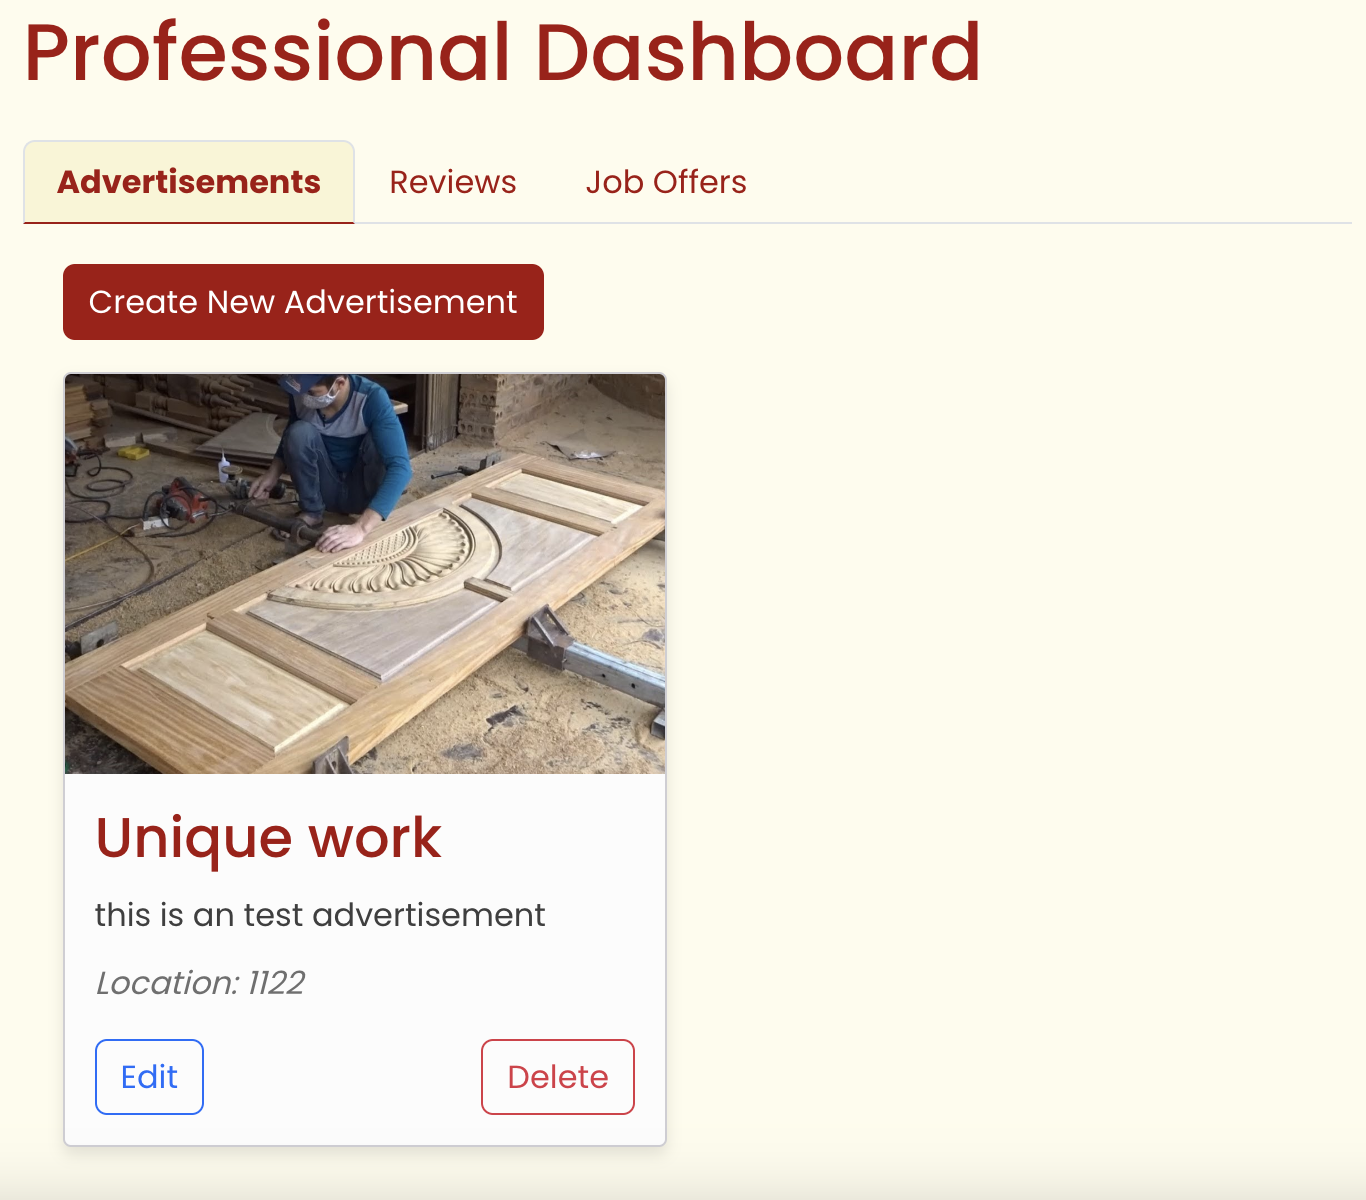 Professional Dashboard
Advertisements Reviews Job Offers
Create New Advertisement
Unique work
this is an test advertisement
Location: 1122
Edit Delete